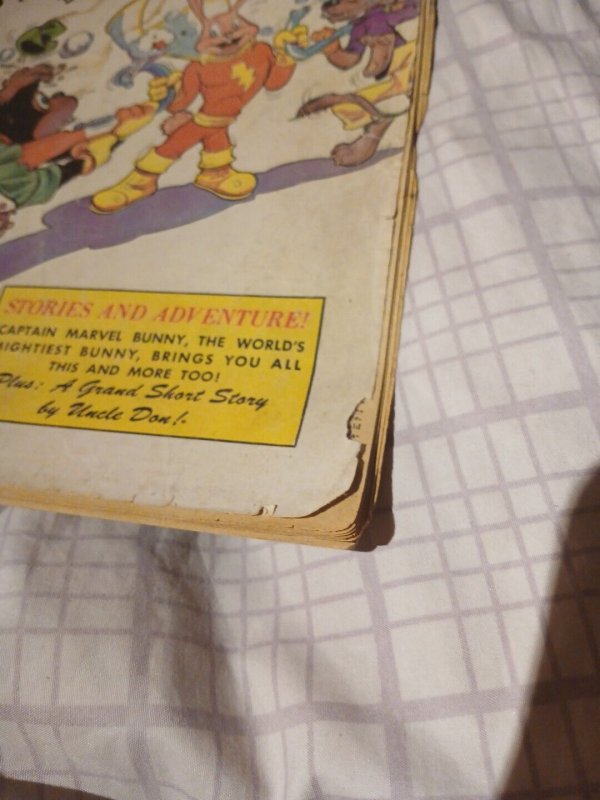 STORIES AND ADVENTURE!
CAPTAIN MARVEL BUNNY, THE WORLD'S
MIGHTIEST BUNNY, BRINGS YOU ALL
THIS AND MORE TOO!
Plus: A Grand Short Story
by Uncle Don!